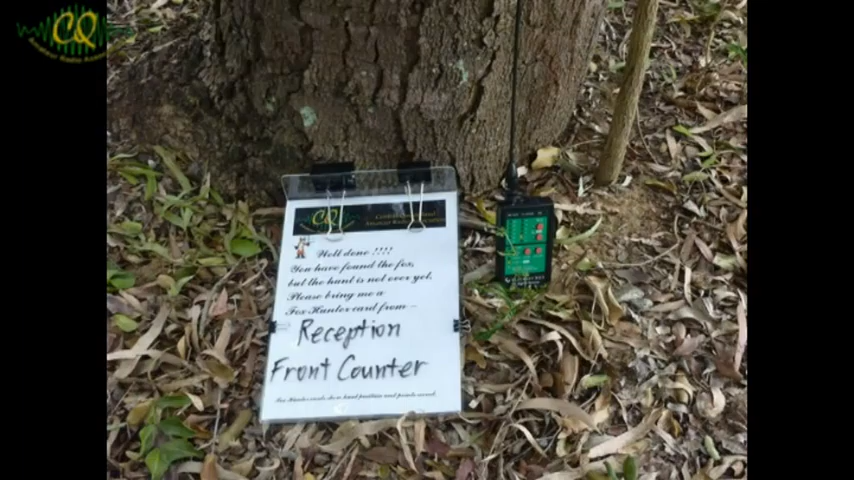 CQ
CQ
Well done !!!!
You have found the fox,
but the hunt is not over yet,
Please bring me a
Fox Hunter card from –
Reception
Front Counter